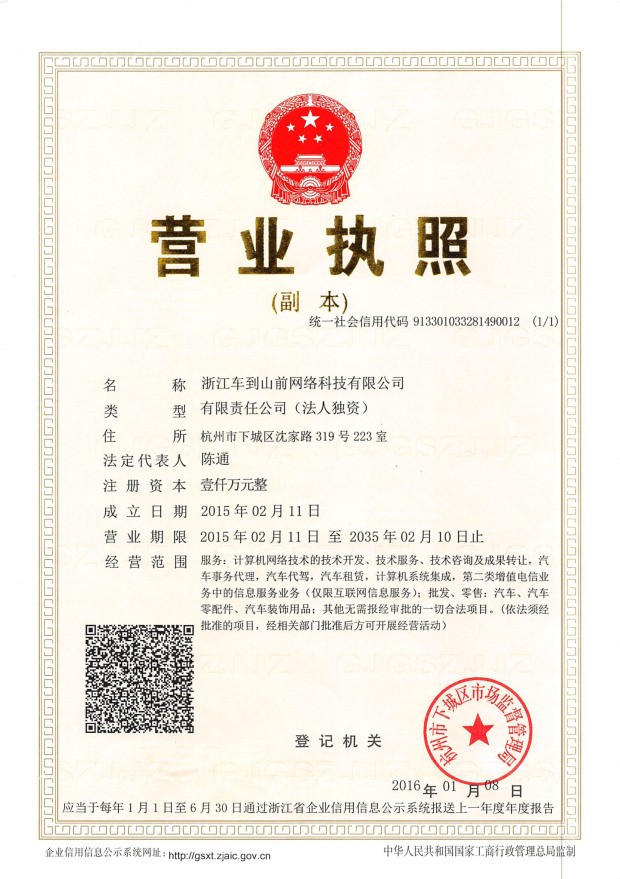 营业执照
(副 本)
统一社会信用代码 913301033281490012 (1/1)
名 称 浙江车到山前网络科技有限公司
类 型 有限责任公司（法人独资）
住 所 杭州市下城区沈家路 319 号 223 室
法定代表人 陈通
注 册 资 本 壹仟万元整
成 立 日 期 2015 年 02 月 11 日
营 业 期 限 2015 年 02 月 11 日 至 2035 年 02 月 10 日止
经 营 范 围 服务：计算机网络技术的技术开发、技术服务、技术咨询及成果转让，汽
车事务代理，汽车代驾，汽车租赁，计算机系统集成，第二类增值电信业
务中的信息服务业务（仅限互联网信息服务）；批发、零售：汽车、汽车
零配件、汽车装饰用品；其他无需报经审批的一切合法项目。（依法须经
批准的项目，经相关部门批准后方可开展经营活动）
杭州市下城区市场监督管理局
登 记 机 关
2016 年 01 月 08 日
应当于每年 1 月 1 日至 6 月 30 日通过浙江省企业信用信息公示系统报送上一年度年度报告
企业信用信息公示系统网址：http://gsxt.zjaic.gov.cn
中华人民共和国国家工商行政管理总局监制